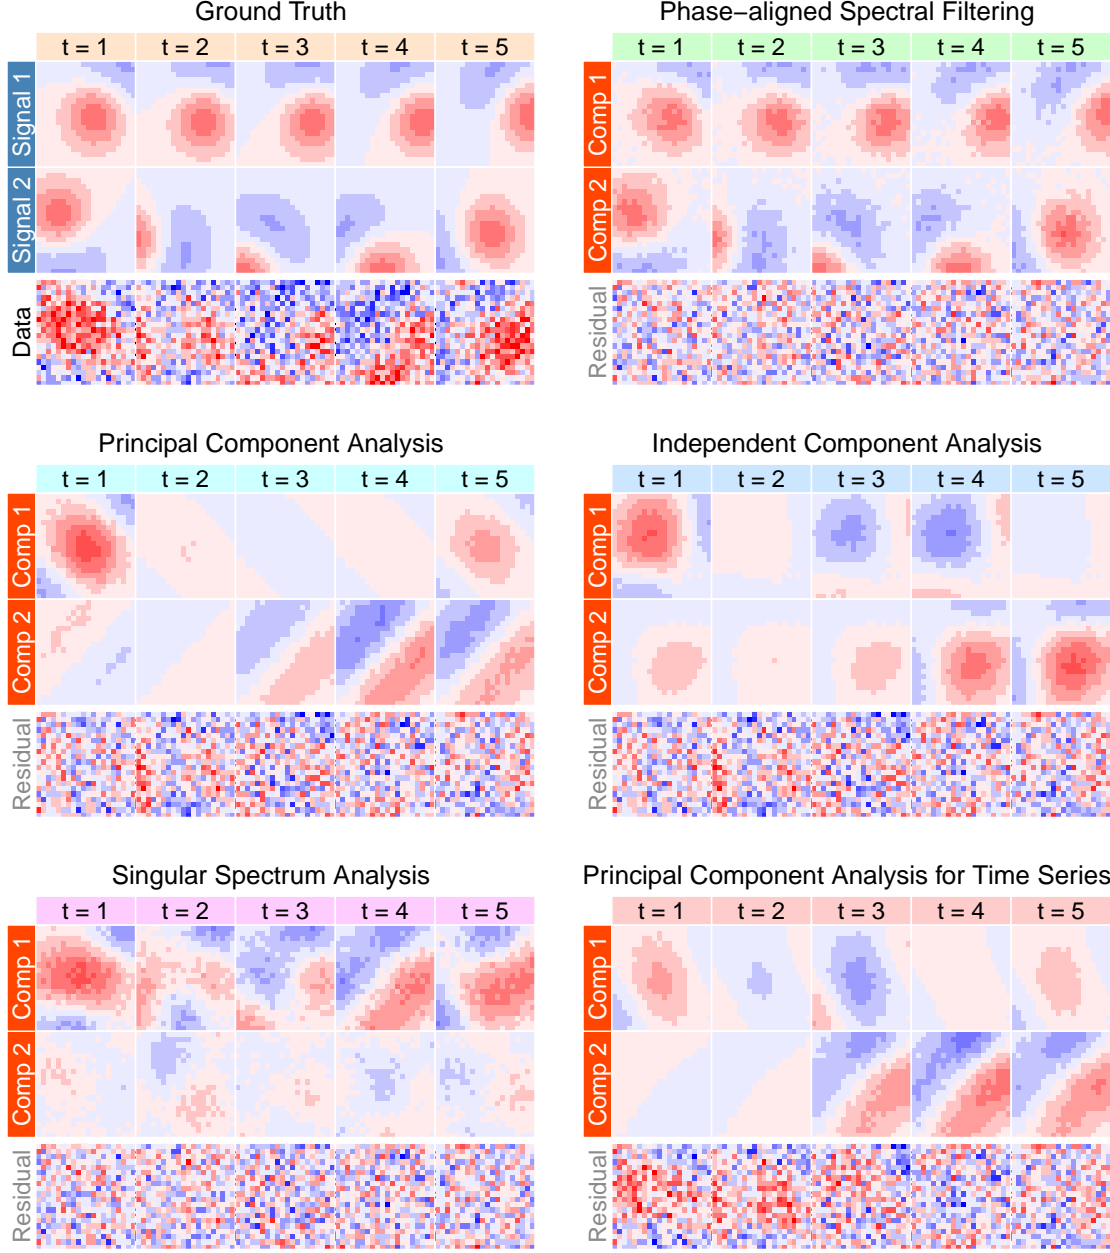 Ground Truth
t = 1 t = 2 t = 3 t = 4 t = 5
Signal 1
Signal 2
Data
Phase−aligned Spectral Filtering
t = 1 t = 2 t = 3 t = 4 t = 5
Comp 1
Comp 2
Residual
Principal Component Analysis
t = 1 t = 2 t = 3 t = 4 t = 5
Comp 1
Comp 2
Residual
Independent Component Analysis
t = 1 t = 2 t = 3 t = 4 t = 5
Comp 1
Comp 2
Residual
Singular Spectrum Analysis
t = 1 t = 2 t = 3 t = 4 t = 5
Comp 1
Comp 2
Residual
Principal Component Analysis for Time Series
t = 1 t = 2 t = 3 t = 4 t = 5
Comp 1
Comp 2
Residual